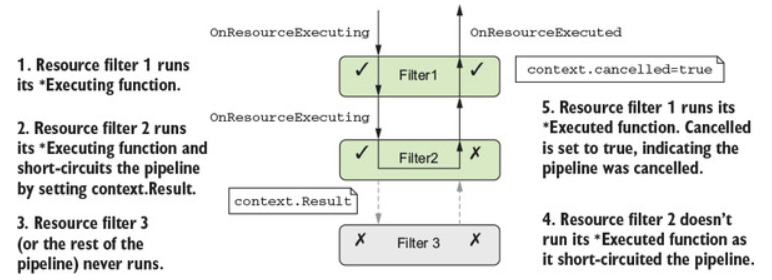 OnResourceExecuting
OnResourceExecuted
1. Resource filter 1 runs
its *Executing function.
✓ Filter1 ✓
context.cancelled=true
2. Resource filter 2 runs
its *Executing function and
short-circuits the pipeline
by setting context.Result.
OnResourceExecuting
✓ Filter2 ✗
5. Resource filter 1 runs its
*Executed function. Cancelled
is set to true, indicating the
pipeline was cancelled.
context.Result
3. Resource filter 3
(or the rest of the
pipeline) never runs.
✗ Filter 3 ✗
4. Resource filter 2 doesn't
run its *Executed function as
it short-circuited the pipeline.